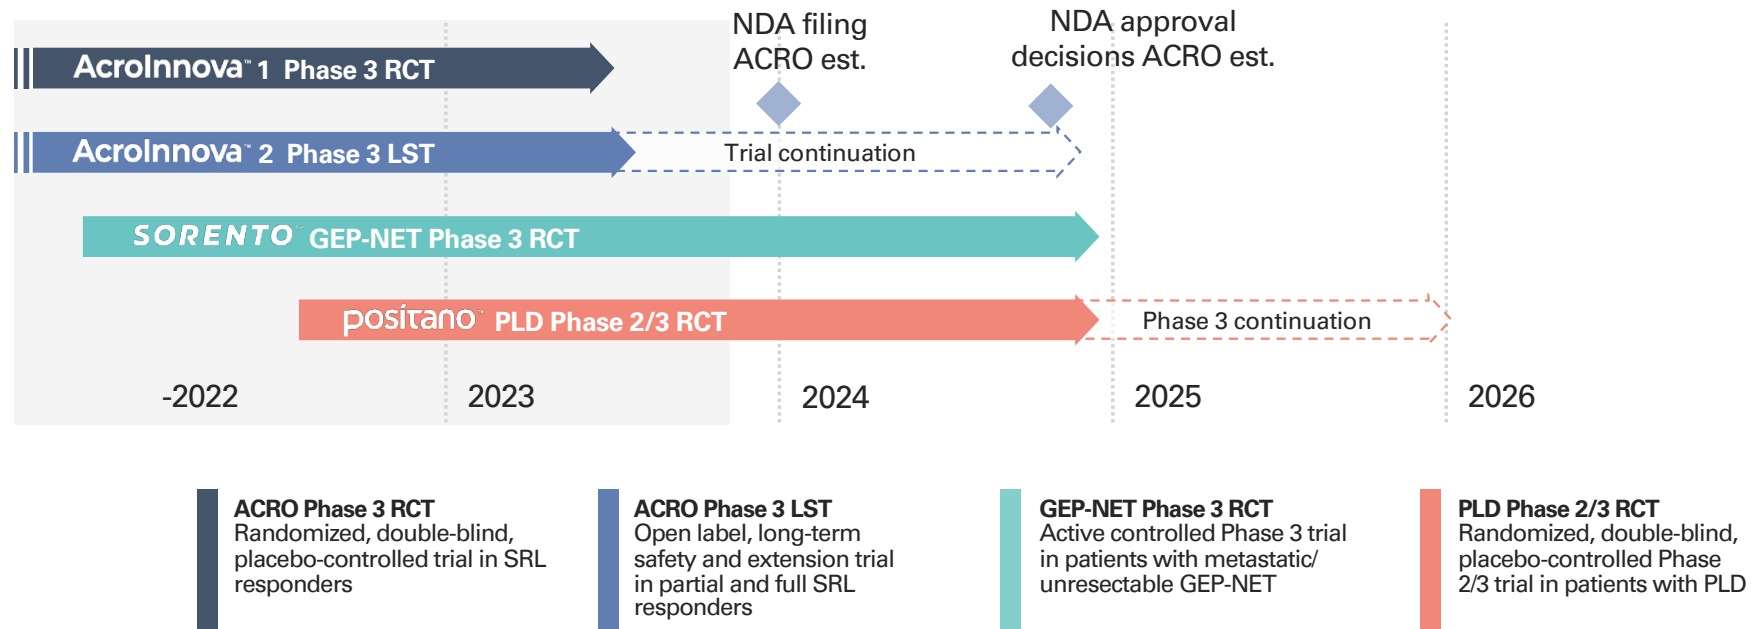 NDA filing
ACRO est.
NDA approval
decisions ACRO est.
AcroInnova™ 1 Phase 3 RCT
AcroInnova™ 2 Phase 3 LST
Trial continuation
SORENTO™ GEP-NET Phase 3 RCT
positano™ PLD Phase 2/3 RCT
Phase 3 continuation
-2022
2023
2024
2025
2026
ACRO Phase 3 RCT
Randomized, double-blind,
placebo-controlled trial in SRL
responders
ACRO Phase 3 LST
Open label, long-term
safety and extension trial
in partial and full SRL
responders
GEP-NET Phase 3 RCT
Active controlled Phase 3 trial
in patients with metastatic/
unresectable GEP-NET
PLD Phase 2/3 RCT
Randomized, double-blind,
placebo-controlled Phase
2/3 trial in patients with PLD